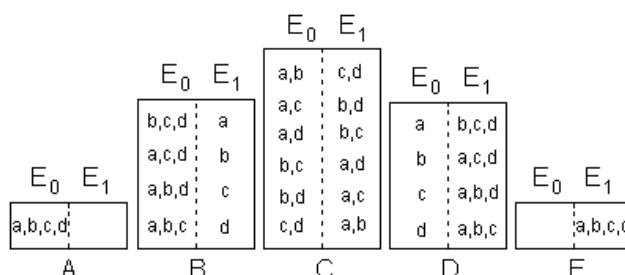 E₀ E₁
a,b,c,d
A
E₀ E₁
b,c,d a
a,c,d b
a,b,d c
a,b,c d
B
E₀ E₁
a,b c,d
a,c b,d
a,d b,c
b,c a,d
b,d a,c
c,d a,b
C
E₀ E₁
a b,c,d
b a,c,d
c a,b,d
d a,b,c
D
E₀ E₁
a,b,c,d
E